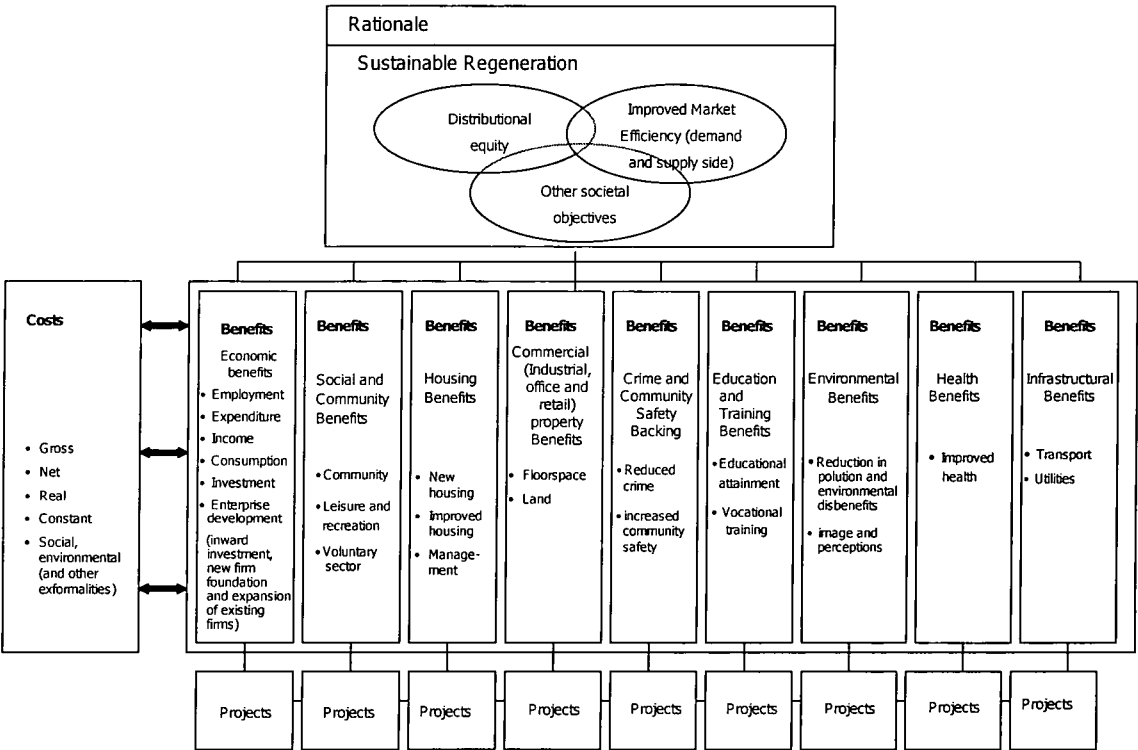 Rationale
Sustainable Regeneration
Distributional
equity
Improved Market
Efficiency (demand
and supply side)
Other societal
objectives
Costs
• Gross
• Net
• Real
• Constant
• Social,
environmental
(and other
exformalities)
Benefits
Economic
benefits
• Employment
• Expenditure
• Income
• Consumption
• Investment
• Enterprise
development
(inward
investment,
new firm
foundation
and expansion
of existing
firms)
Benefits
Social and
Community
Benefits
• Community
• Leisure and
recreation
• Voluntary
sector
Benefits
Housing
Benefits
• New
housing
• Improved
housing
• Manage-
ment
Benefits
Commercial
(Industrial,
office and
retail)
property
Benefits
• Floorspace
• Land
Benefits
Crime and
Community
Safety
Backing
• Reduced
crime
• increased
community
safety
Benefits
Education
and
Training
Benefits
• Educational
attainment
• Vocational
training
Benefits
Environmental
Benefits
• Reduction in
polution and
environmental
disbenefits
• image and
perceptions
Benefits
Health
Benefits
• Improved
health
Benefits
Infrastructural
Benefits
• Transport
• Utilities
Projects
Projects
Projects
Projects
Projects
Projects
Projects
Projects
Projects